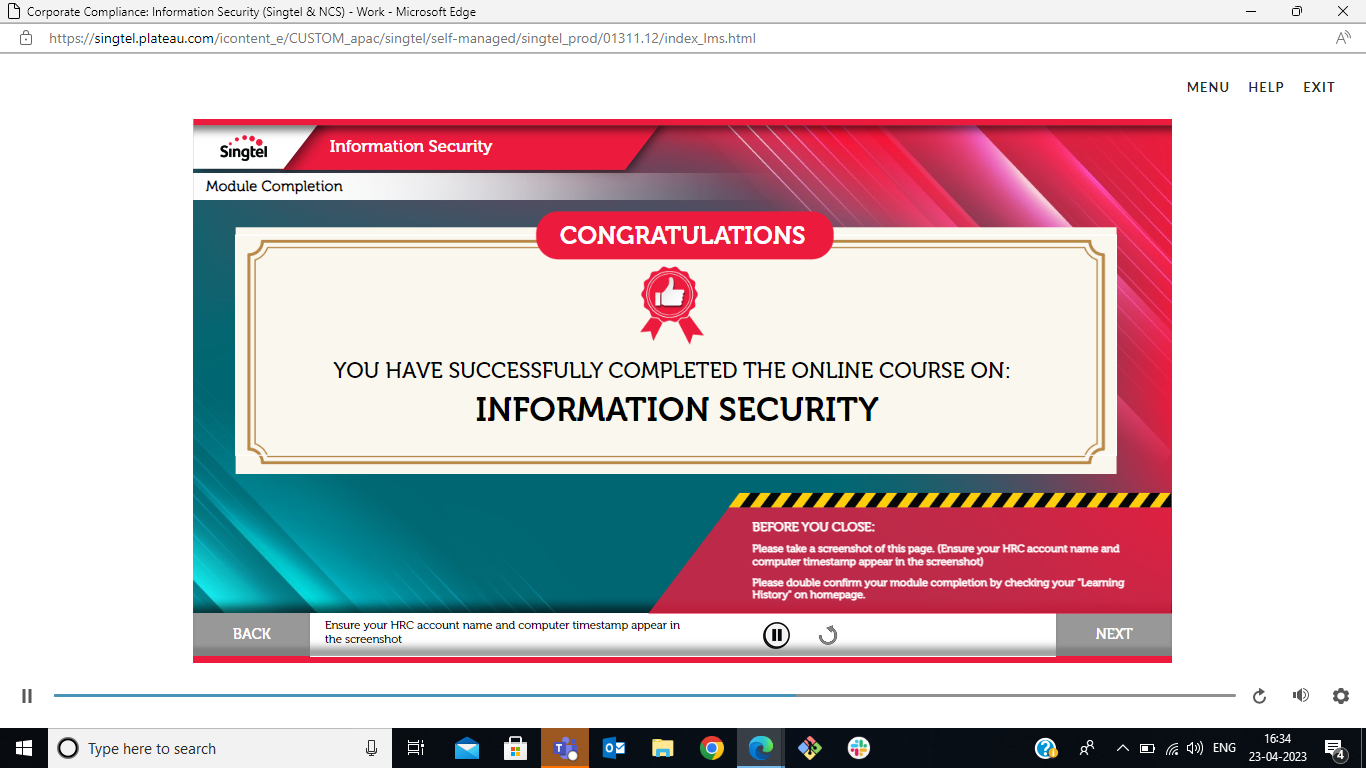 Corporate Compliance: Information Security (Singtel & NCS) - Work - Microsoft Edge
https://singtel.plateau.com/icontent_e/CUSTOM_apac/singtel/self-managed/singtel_prod/01311.12/index_lms.html
MENU HELP EXIT
Singtel
Information Security
Module Completion
CONGRATULATIONS
YOU HAVE SUCCESSFULLY COMPLETED THE ONLINE COURSE ON:
INFORMATION SECURITY
BEFORE YOU CLOSE:
Please take a screenshot of this page. (Ensure your HRC account name and
computer timestamp appear in the screenshot)
Please double confirm your module completion by checking your "Learning
History" on homepage.
BACK
Ensure your HRC account name and computer timestamp appear in
the screenshot
NEXT
Type here to search
ENG
16:34
23-04-2023
4